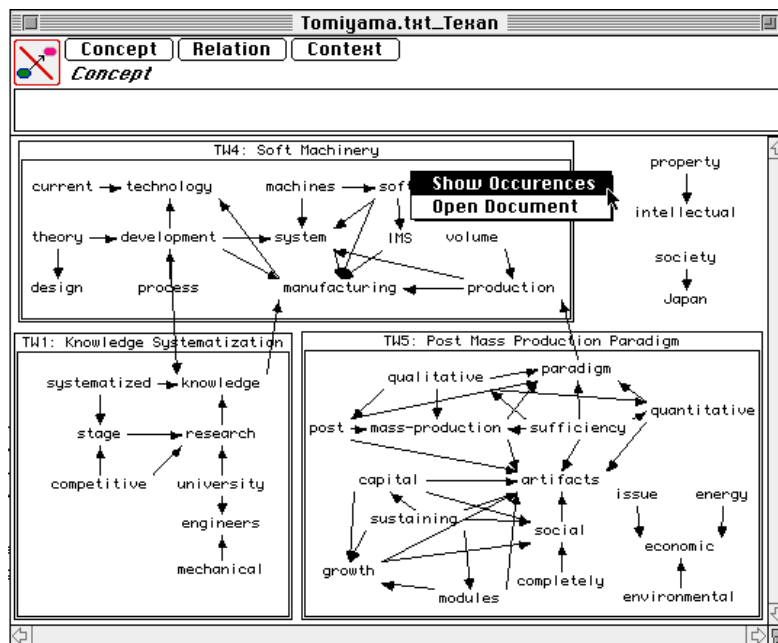 Tomiyama.txt_Texan
Concept Relation Context
Concept
TW4: Soft Machinery
current technology machines sof
Show Occurences
Open Document
theory development system IMS volume
design process manufacturing production
property
intellectual
society
Japan
TW1: Knowledge Systematization
systematized knowledge
stage research
competitive university
engineers
mechanical
TW5: Post Mass Production Paradigm
qualitative paradigm
quantitative
post mass-production sufficiency
capital artifacts issue energy
sustaining social
economic
growth
modules completely environmental